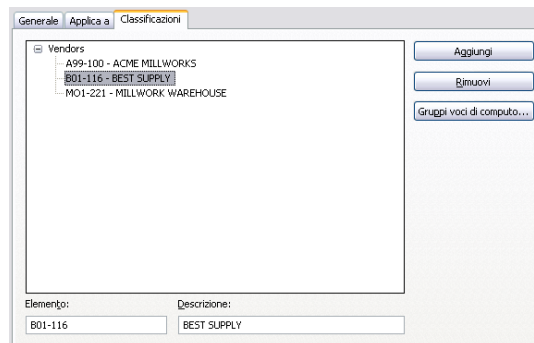 Generale Applica a Classificazioni
Vendors
A99-100 - ACME MILLWORKS
B01-116 - BEST SUPPLY
MO1-221 - MILLWORK WAREHOUSE
Aggiungi
Rimuovi
Gruppi voci di computo...
Elemento: Descrizione:
B01-116 BEST SUPPLY